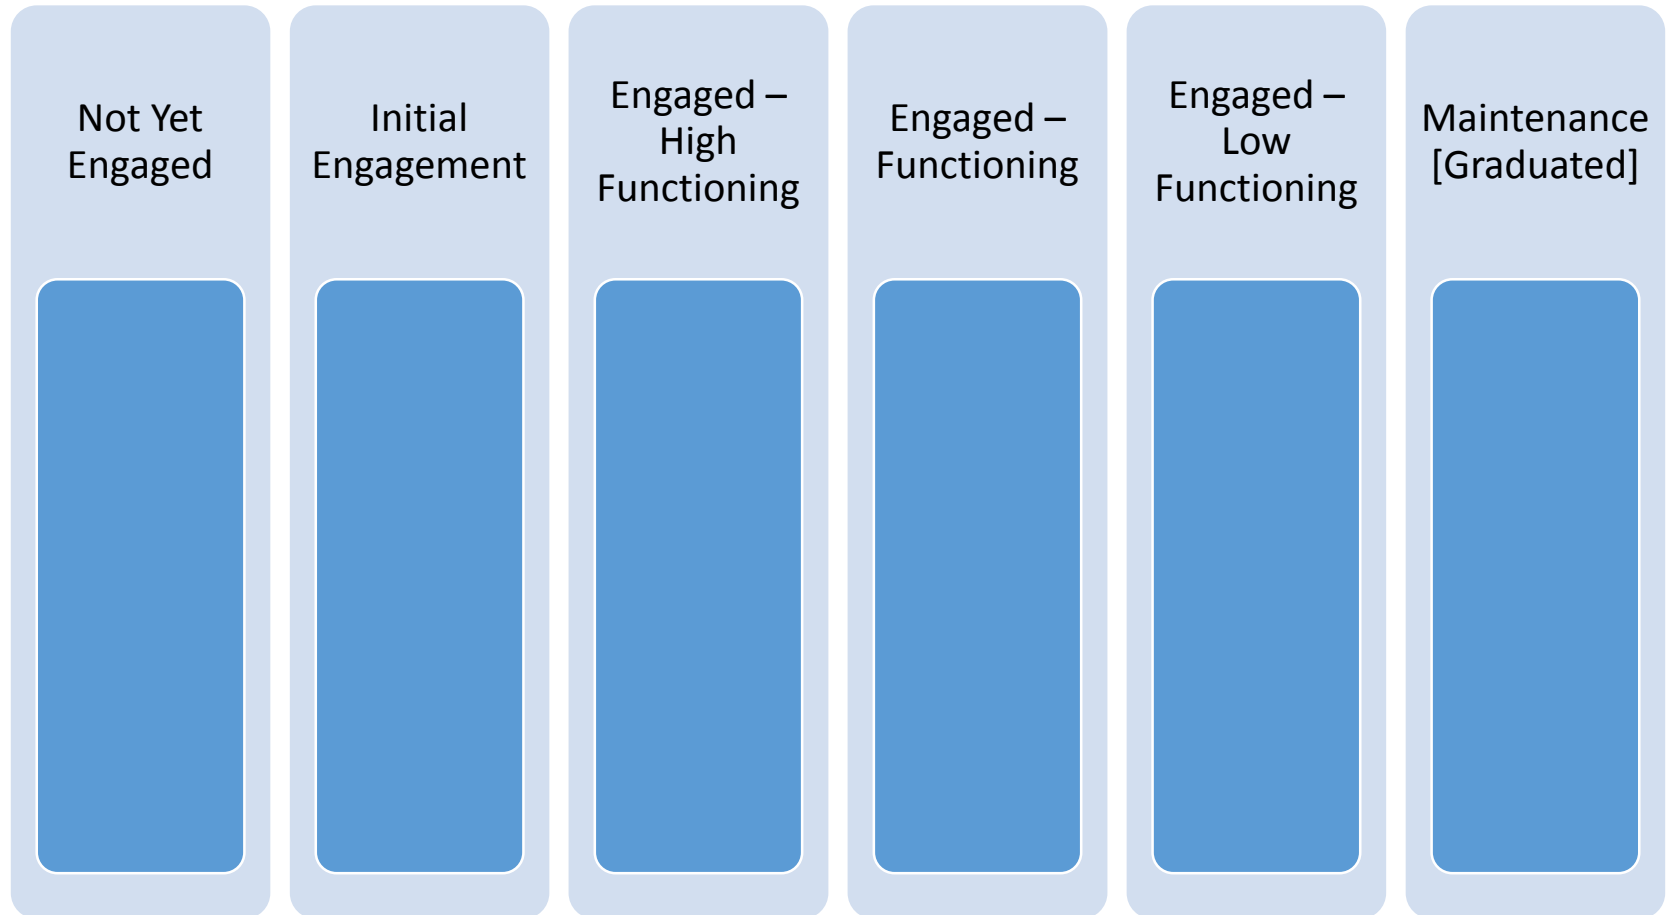 Not Yet
Engaged
Initial
Engagement
Engaged –
High
Functioning
Engaged –
Functioning
Engaged –
Low
Functioning
Maintenance
[Graduated]